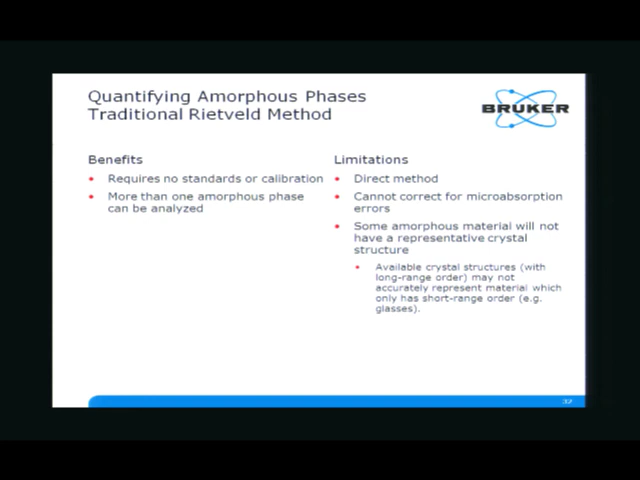 Quantifying Amorphous Phases
Traditional Rietveld Method
BRUKER
Benefits
• Requires no standards or calibration
• More than one amorphous phase
can be analyzed
Limitations
• Direct method
• Cannot correct for microabsorption
errors
• Some amorphous material will not
have a representative crystal
structure
• Available crystal structures (with
long-range order) may not
accurately represent material which
only has short-range order (e.g.
glasses).
32